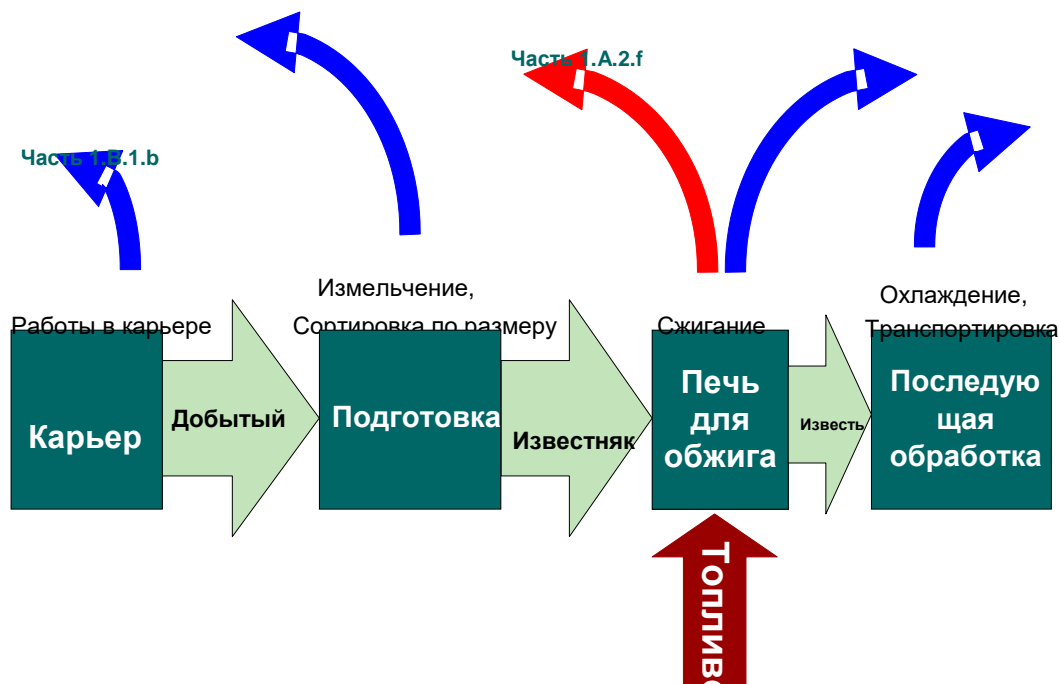 Часть 1.A.2.f
Часть 1.B.1.b
Измельчение,
Сортировка по размеру
Работы в карьере
Сжигание
Охлаждение,
Транспортировка
Карьер
Добытый
Подготовка
Известняк
Печь
для
обжига
Известь
Последую
щая
обработка
Топливо